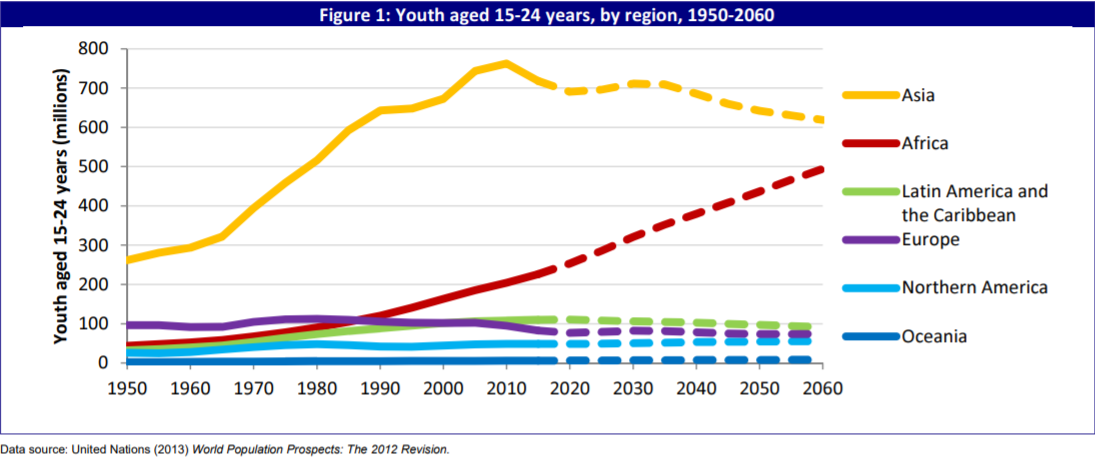 Figure 1: Youth aged 15-24 years, by region, 1950-2060
Youth aged 15-24 years (millions)
800
700
600
500
400
300
200
100
0
1950 1960 1970 1980 1990 2000 2010 2020 2030 2040 2050 2060
Asia
Africa
Latin America and
the Caribbean
Europe
Northern America
Oceania
Data source: United Nations (2013) World Population Prospects: The 2012 Revision.